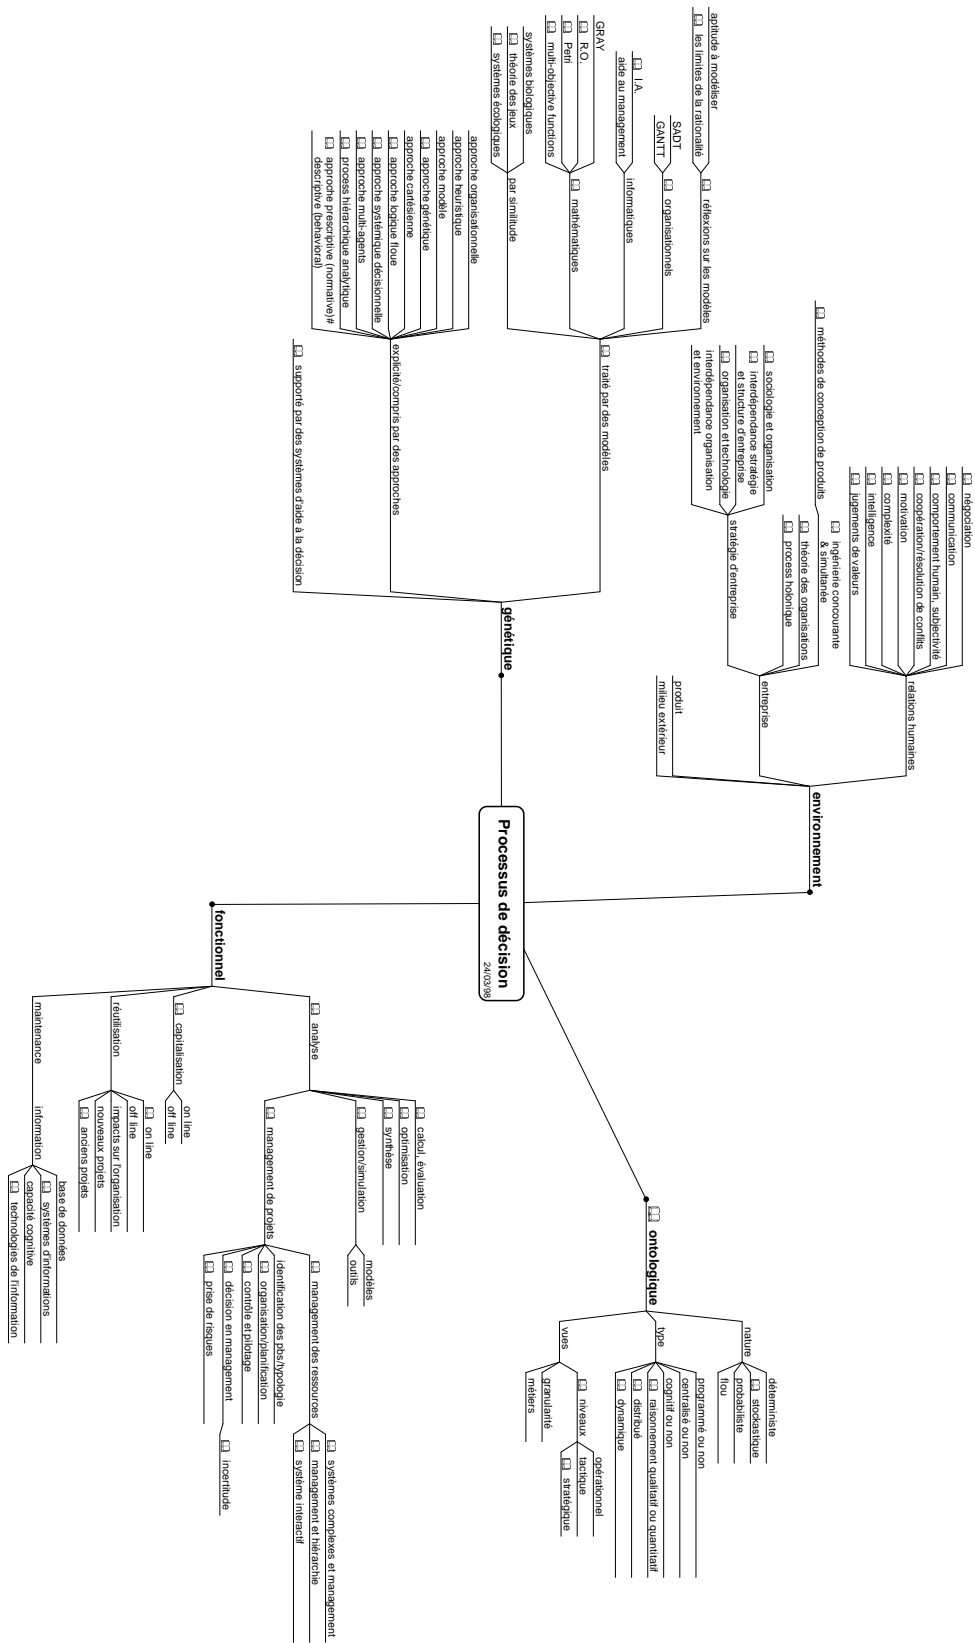 Processus de décision
24/03/98
environnement
relations humaines
négociation
communication
comportement humain, subjectivité
coopération/résolution de conflits
motivation
complexité
intelligence
jugements de valeurs
entreprise
méthodes de conception de produits
ingénierie concourante
& simultanée
théorie des organisations
process holonique
stratégie d'entreprise
sociologie et organisation
interdépendance stratégie
et structure d'entreprise
organisation et technologie
interdépendance organisation
et environnement
produit
milieu extérieur
génétique
traité par des modèles
réflexions sur les modèles
aptitude à modéliser
les limites de la rationalité
organisationnels
SADT
GANTT
informatiques
I.A.
aide au management
mathématiques
GRAY
R.O.
Petri
multi-objective functions
par similitude
systèmes biologiques
théorie des jeux
systèmes écologiques
explicité/compris par des approches
approche organisationnelle
approche heuristique
approche modèle
approche génétique
approche cartésienne
approche logique floue
approche systémique décisionnelle
approche multi-agents
process hiérarchique analytique
approche prescriptive (normative)#
descriptive (behavioral)
supporté par des systèmes d'aide à la décision
ontologique
nature
déterministe
stockastique
probabiliste
flou
type
programmé ou non
centralisé ou non
cognitif ou non
raisonnement qualitatif ou quantitatif
distribué
dynamique
vues
niveaux
opérationnel
tactique
stratégique
granularité
métiers
fonctionnel
analyse
calcul, évaluation
optimisation
synthèse
gestion/simulation
modèles
outils
management de projets
management des ressources
systèmes complexes et management
management et hiérarchie
système interactif
identification des pbs/typologie
organisation/planification
contrôle et pilotage
décision en management
incertitude
prise de risques
capitalisation
on line
off line
réutilisation
on line
off line
impacts sur l'organisation
nouveaux projets
anciens projets
maintenance
information
base de données
systèmes d'informations
capacité cognitive
technologies de l'information